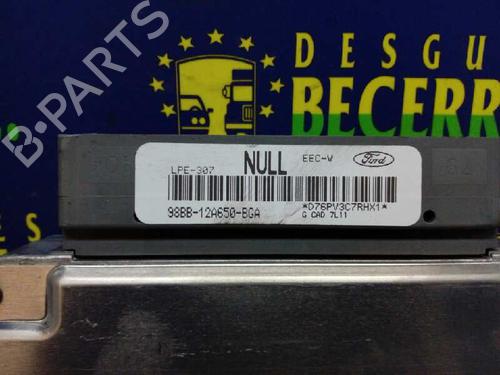 B-PARTS
DESGU
BECERR
LPE-307
NULL
EEC-V
Ford
98BB-12A650-BGA
*D76PV3C7RHX1*
G CAD 7L11